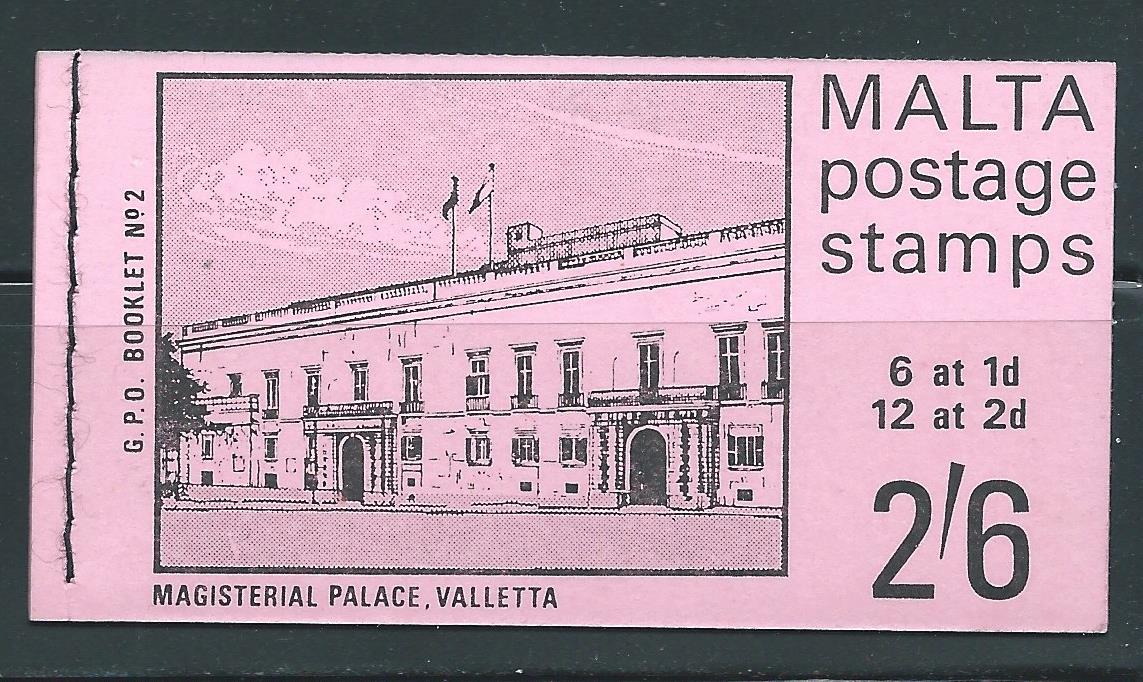 MALTA
postage
stamps
6 at 1d
12 at 2d
2/6
G.P.O. BOOKLET Nº 2
MAGISTERIAL PALACE, VALLETTA